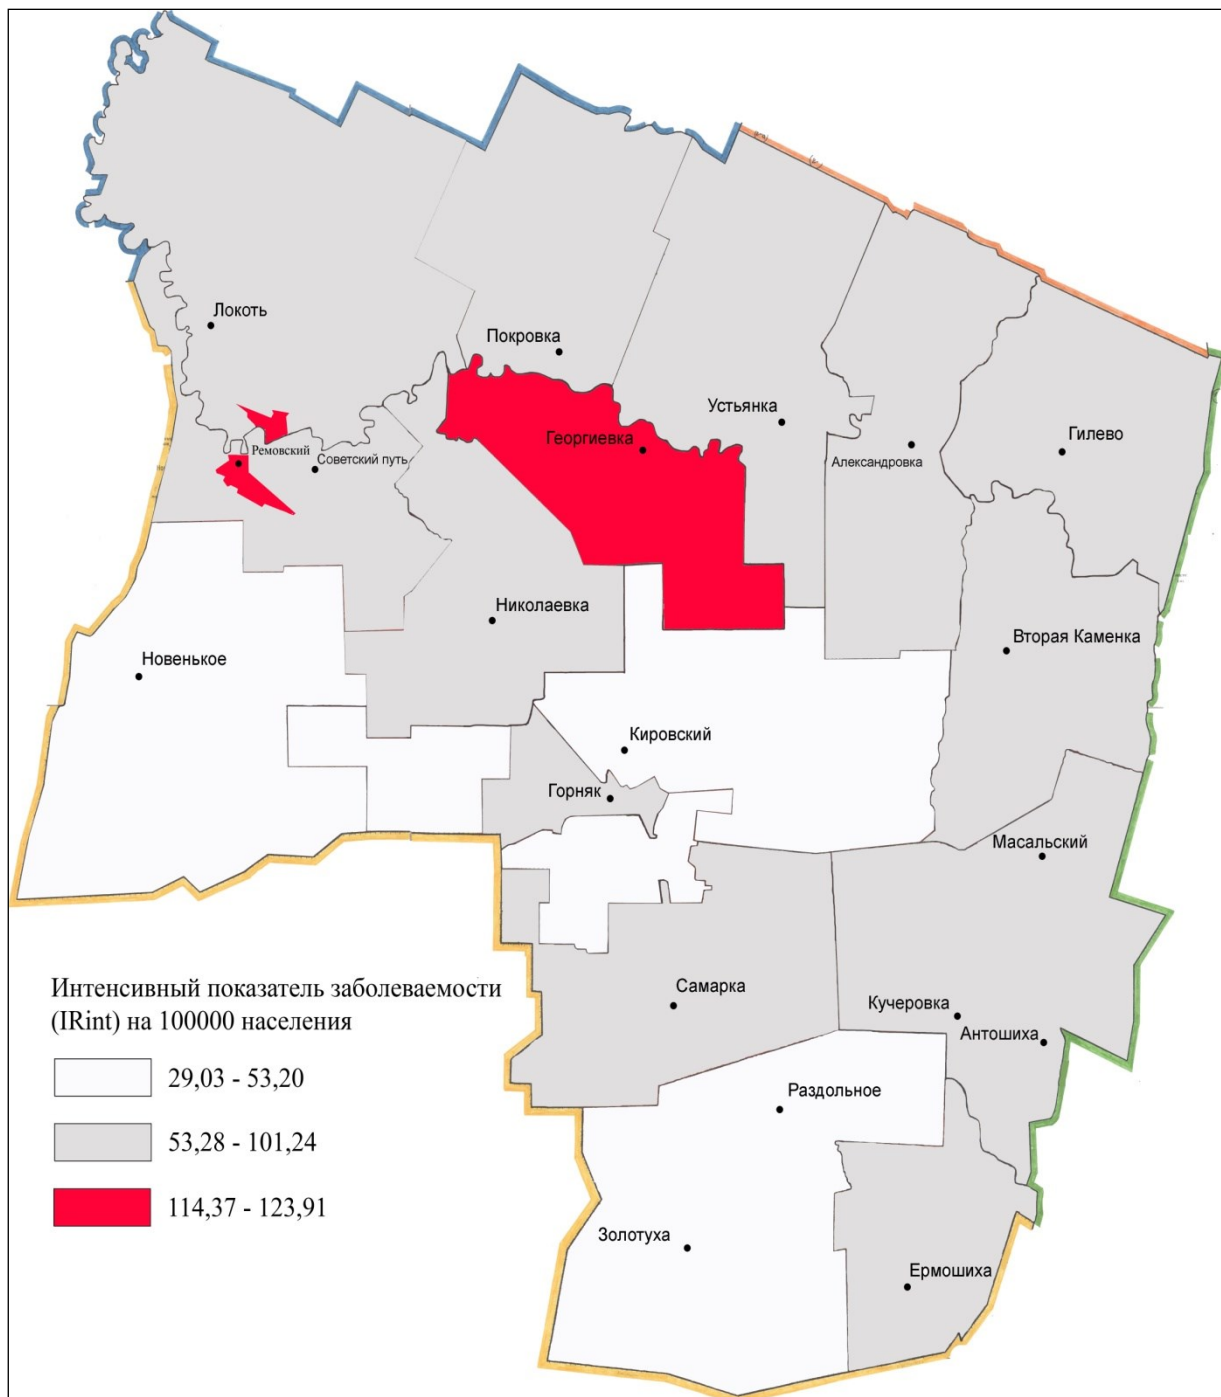 Локоть
Покровка
Устьянка
Георгиевка
Гилево
Александровка
Ремовский
Советский путь
Николаевка
Вторая Каменка
Новенькое
Кировский
Горняк
Масальский
Самарка
Кучеровка
Антошиха
Раздольное
Золотуха
Ермошиха
Интенсивный показатель заболеваемости
(IRint) на 100000 населения
29,03 - 53,20
53,28 - 101,24
114,37 - 123,91